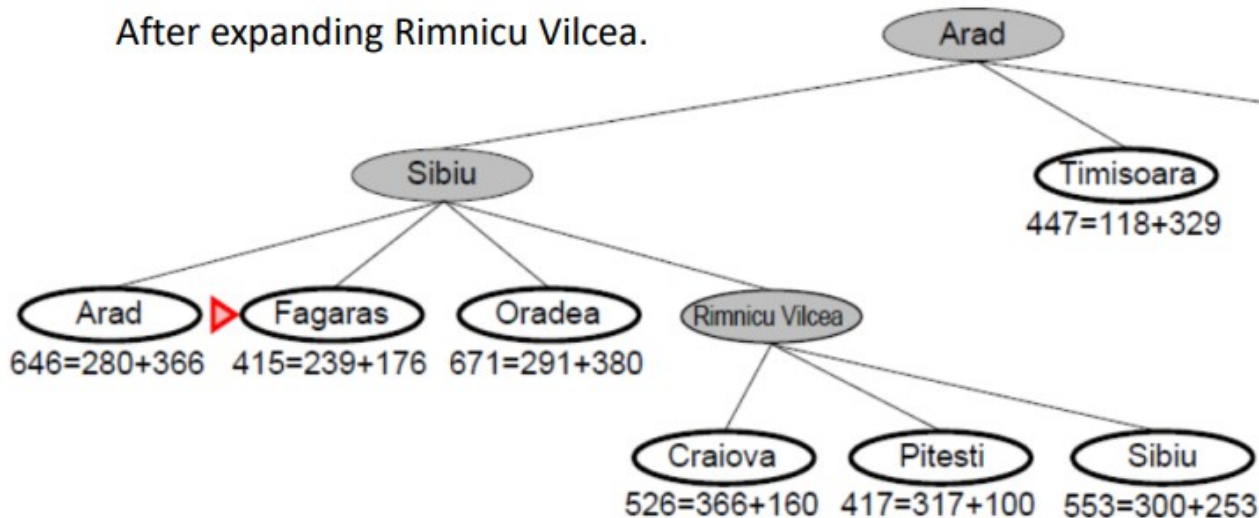 After expanding Rimnicu Vilcea.
Arad
Sibiu
Timisoara
447=118+329
Arad
Fagaras
Oradea
Rimnicu Vilcea
646=280+366
415=239+176
671=291+380
Craiova
Pitesti
Sibiu
526=366+160
417=317+100
553=300+253